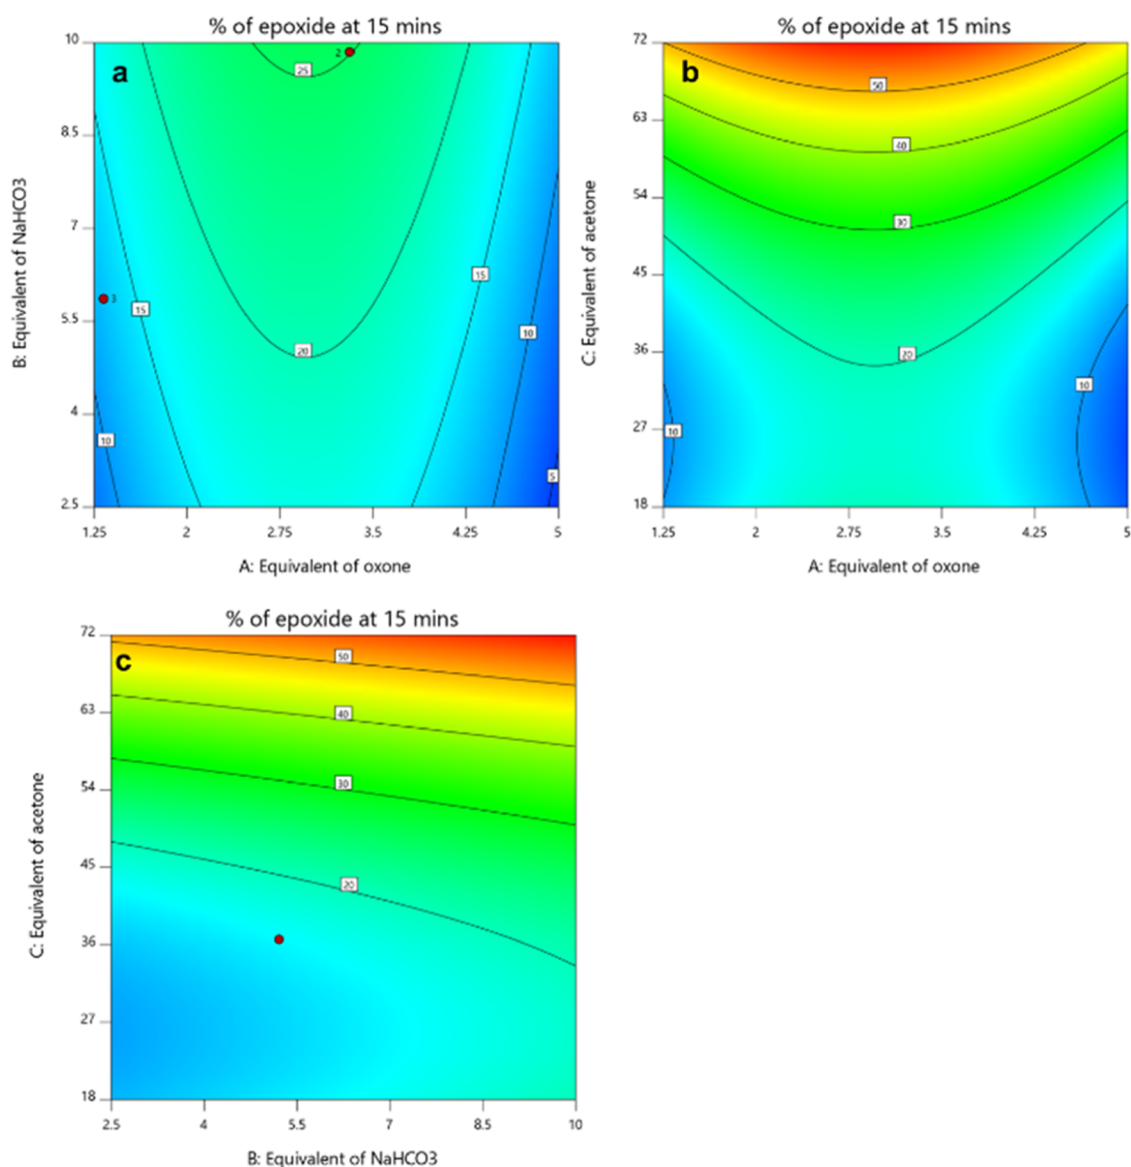 % of epoxide at 15 mins
a
10
8.5
7
5.5
4
2.5
B: Equivalent of NaHCO3
25
2
20
15
3
15
10
10
5
1.25 2 2.75 3.5 4.25 5
A: Equivalent of oxone
% of epoxide at 15 mins
b
72
63
54
45
36
27
18
C: Equivalent of acetone
50
40
30
20
10
10
1.25 2 2.75 3.5 4.25 5
A: Equivalent of oxone
% of epoxide at 15 mins
c
72
63
54
45
36
27
18
C: Equivalent of acetone
50
40
30
20
2.5 4 5.5 7 8.5 10
B: Equivalent of NaHCO3